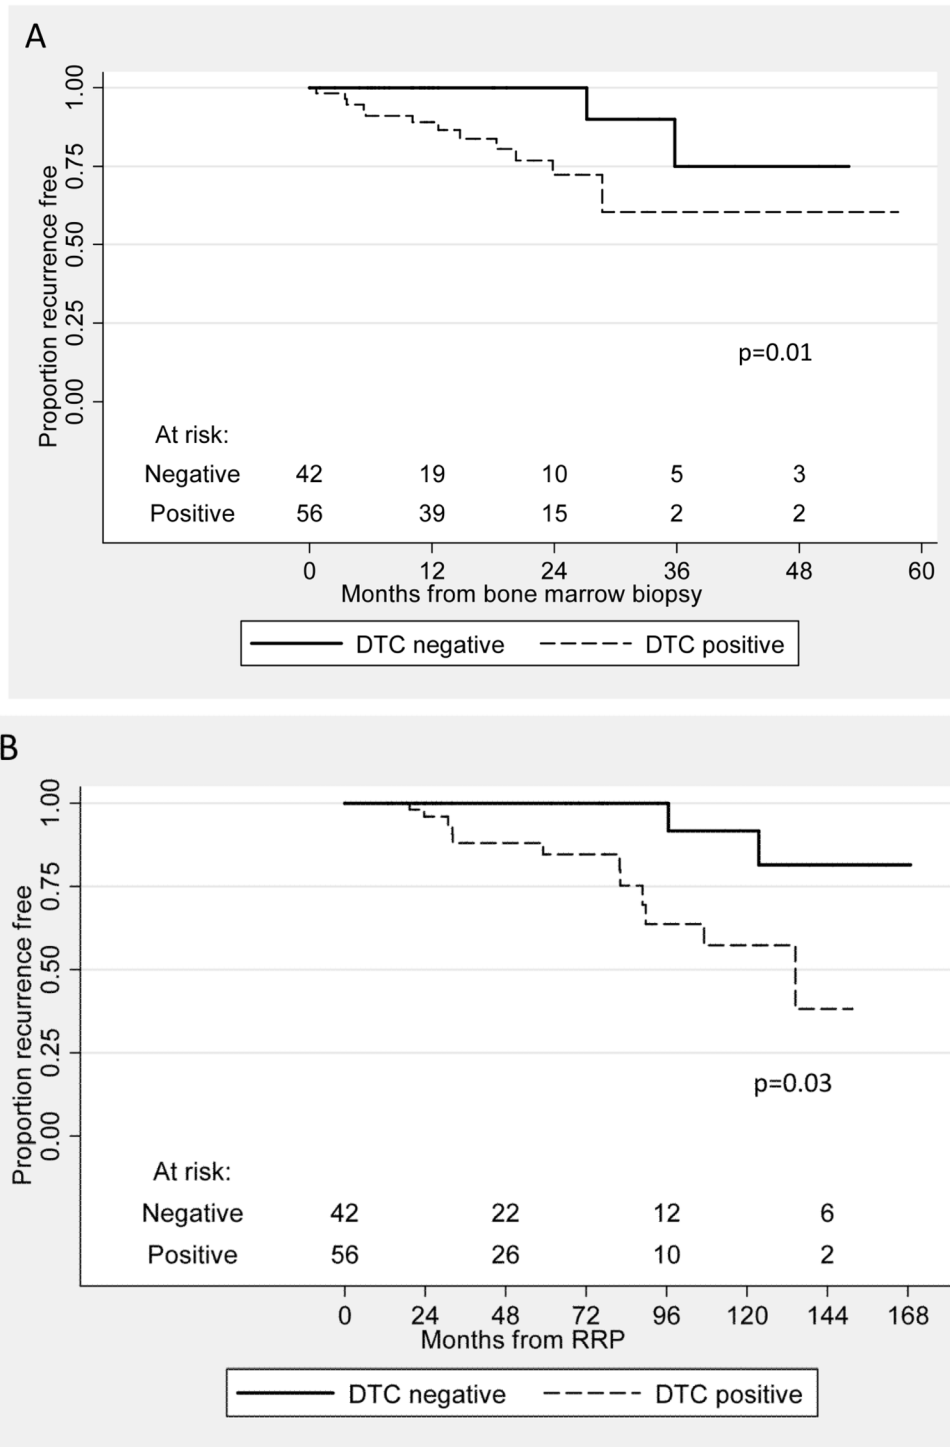 A
Proportion recurrence free
1.00
0.75
0.50
0.25
0.00
p=0.01
At risk:
Negative 42 19 10 5 3
Positive 56 39 15 2 2
0 12 24 36 48 60
Months from bone marrow biopsy
DTC negative DTC positive
B
Proportion recurrence free
1.00
0.75
0.50
0.25
0.00
p=0.03
At risk:
Negative 42 22 12 6
Positive 56 26 10 2
0 24 48 72 96 120 144 168
Months from RRP
DTC negative DTC positive